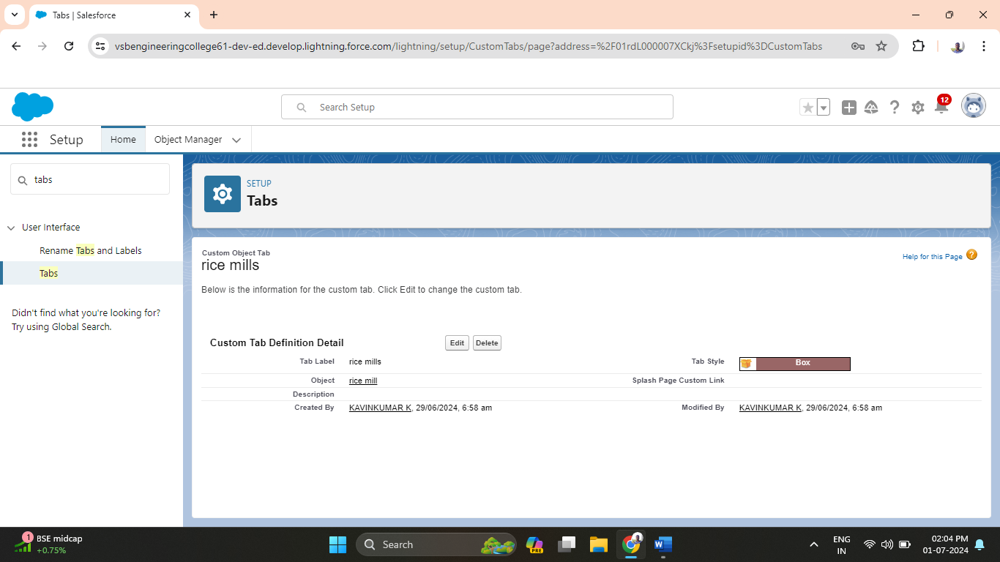 Tabs | Salesforce
vsbengineeringcollege61-dev-ed.develop.lightning.force.com/lightning/setup/CustomTabs/page?address=%2F01rdL000007XCkj%3Fsetupid%3DCustomTabs
Search Setup
12
Setup
Home
Object Manager
tabs
User Interface
Rename Tabs and Labels
Tabs
Didn't find what you're looking for?
Try using Global Search.
SETUP
Tabs
Custom Object Tab
rice mills
Help for this Page ?
Below is the information for the custom tab. Click Edit to change the custom tab.
Custom Tab Definition Detail
Edit
Delete
Tab Label rice mills
Tab Style Box
Object rice mill
Splash Page Custom Link
Description
Created By KAVINKUMAR K, 29/06/2024, 6:58 am
Modified By KAVINKUMAR K, 29/06/2024, 6:58 am
1
BSE midcap
+0.75%
Search
PRE
ENG
IN
02:04 PM
01-07-2024